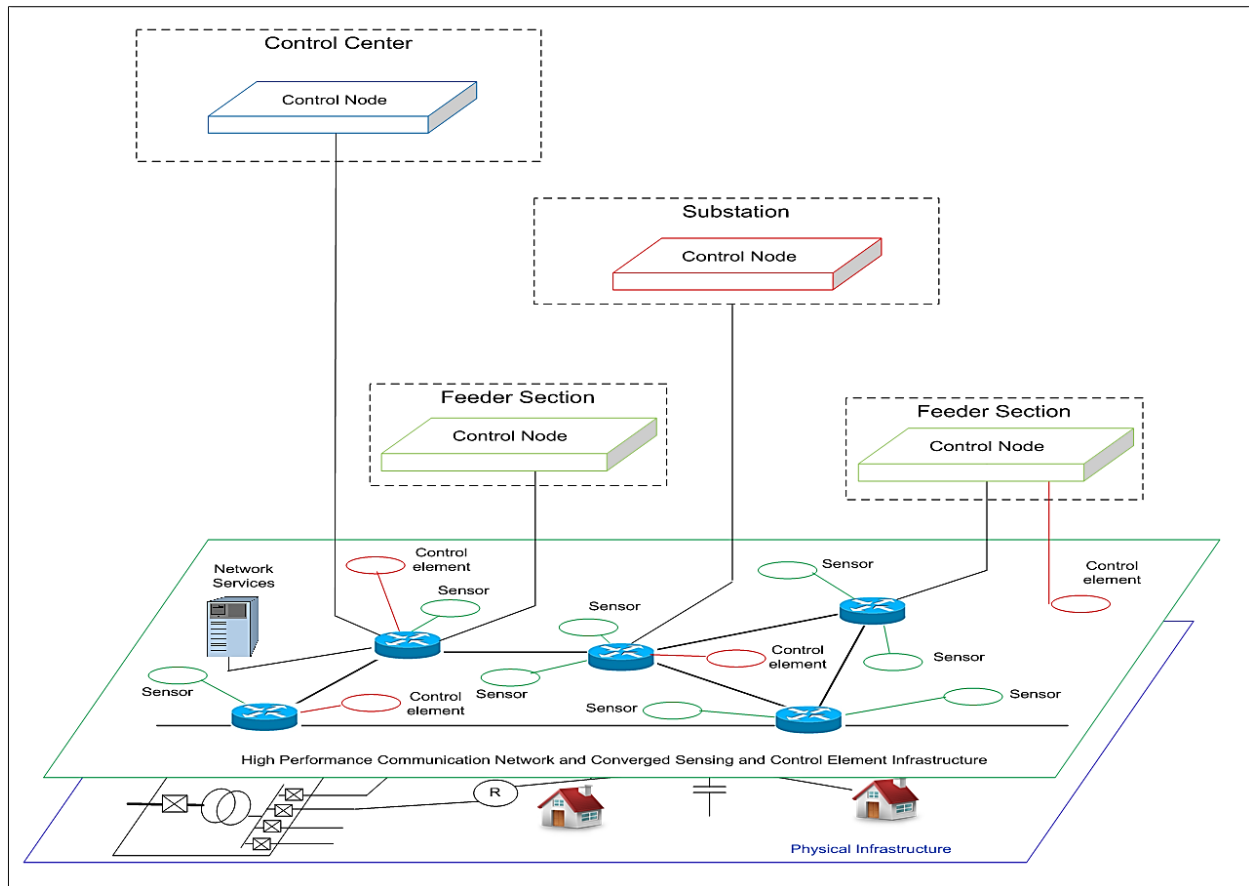 Control Center
Control Node
Substation
Control Node
Feeder Section
Control Node
Feeder Section
Control Node
Network
Services
Control
element
Sensor
Sensor
Sensor
Control
element
Sensor
Control
element
Sensor
Control
element
Sensor
Sensor
Sensor
Sensor
High Performance Communication Network and Converged Sensing and Control Element Infrastructure
R
Physical Infrastructure